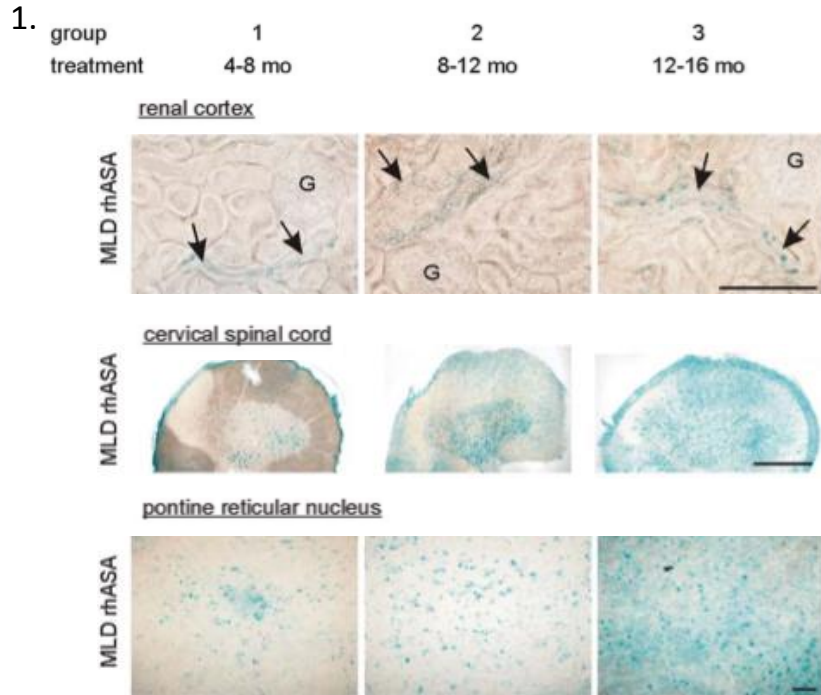 1.
group 1 2 3
treatment 4-8 mo 8-12 mo 12-16 mo
renal cortex
MLD rhASA
G
G
G
cervical spinal cord
MLD rhASA
pontine reticular nucleus
MLD rhASA